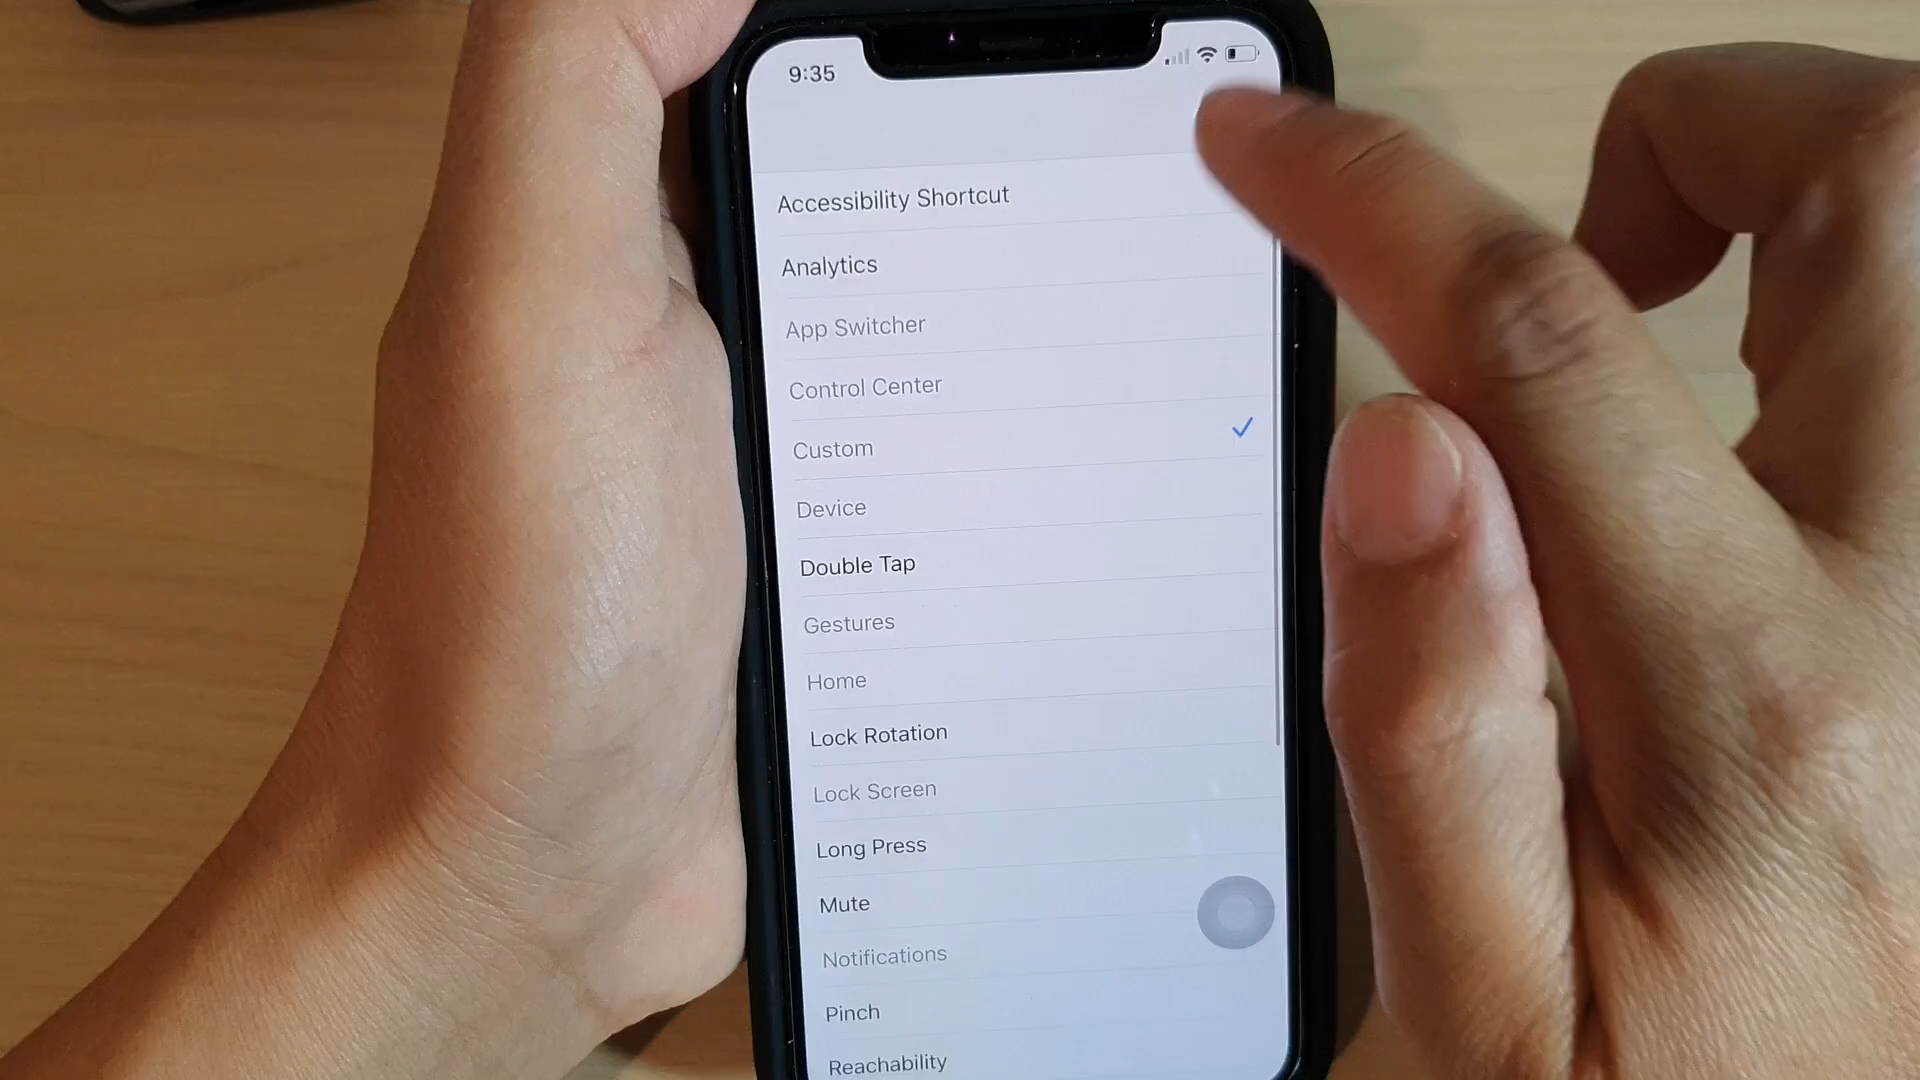 9:35
Accessibility Shortcut
Analytics
App Switcher
Control Center
Custom
Device
Double Tap
Gestures
Home
Lock Rotation
Lock Screen
Long Press
Mute
Notifications
Pinch
Reachability